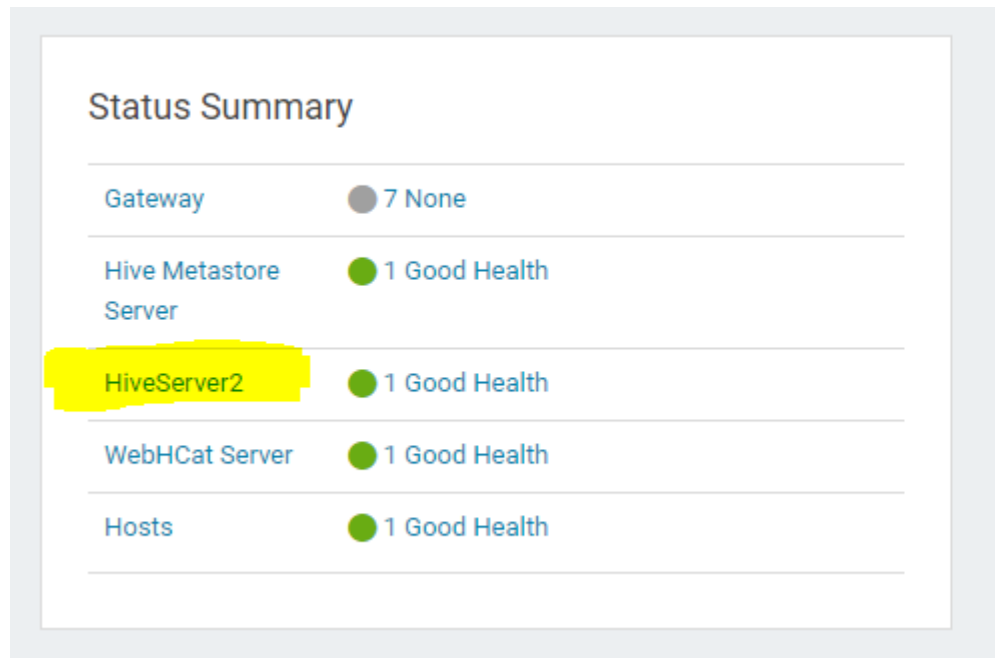 Status Summary
Gateway 7 None
Hive Metastore 1 Good Health
Server
HiveServer2 1 Good Health
WebHCat Server 1 Good Health
Hosts 1 Good Health